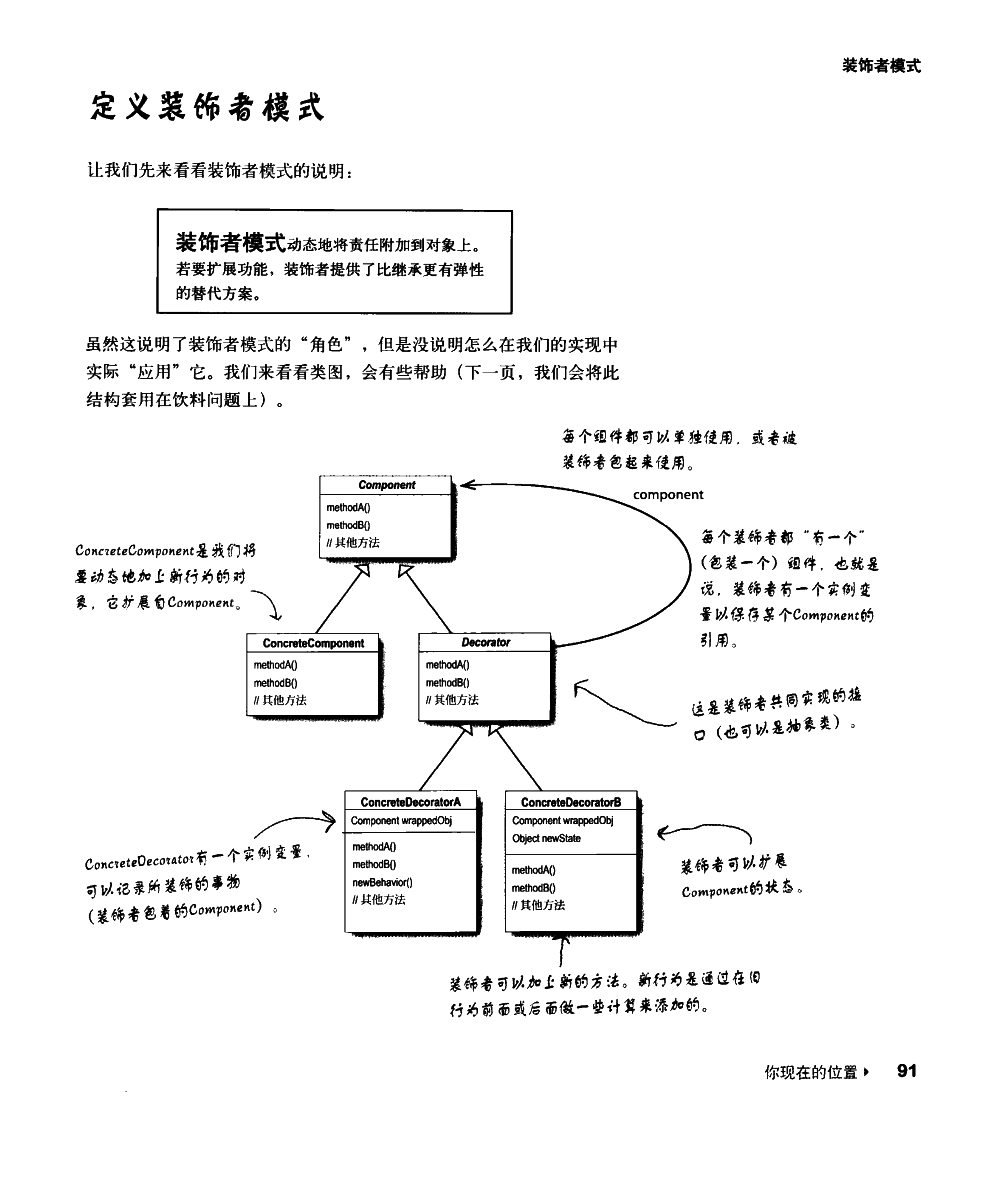 装饰者模式
定义装饰者模式
让我们先来看看装饰者模式的说明：
装饰者模式动态地将责任附加到对象上。
若要扩展功能，装饰者提供了比继承更有弹性
的替代方案。
虽然这说明了装饰者模式的“角色”，但是没说明怎么在我们的实现中
实际“应用”它。我们来看看类图，会有些帮助（下一页，我们会将此
结构套用在饮料问题上）。
每个组件都可以单独使用，或者被
装饰者包起来使用。
Component
methodA()
methodB()
// 其他方法
component
每个装饰者都“有一个”
（包装一个）组件，也就是
说，装饰者有一个实例变
量以保存某个Component的
引用。
ConcreteComponent是我们将
要动态地加上新行为的对
象，它扩展自Component。
ConcreteComponent
methodA()
methodB()
// 其他方法
Decorator
methodA()
methodB()
// 其他方法
这是装饰者共同实现的接
口（也可以是抽象类）。
ConcreteDecoratorA
Component wrappedObj
methodA()
methodB()
newBehavior()
// 其他方法
ConcreteDecoratorB
Component wrappedObj
Object newState
methodA()
methodB()
// 其他方法
ConcreteDecorator有一个实例变量，
可以记录所装饰的事物
（装饰者包着的Component）。
装饰者可以扩展
Component的状态。
装饰者可以加上新的方法。新行为是通过在旧
行为前面或后面做一些计算来添加的。
你现在的位置 ▸ 91